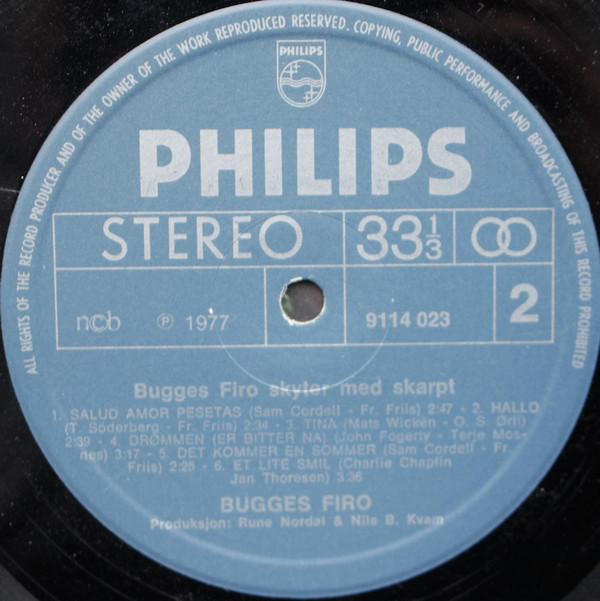 ALL RIGHTS OF THE RECORD PRODUCER AND OF THE OWNER OF THE WORK REPRODUCED RESERVED. COPYING, PUBLIC PERFORMANCE AND BROADCASTING OF THIS RECORD PROHIBITED
PHILIPS
PHILIPS
STEREO 33 1/3
ncb ℗ 1977 9114 023 2
Bugges Firo skyter med skarpt
1. SALUD AMOR PESETAS (Sam Cordell - Fr. Friis) 2:47 - 2. HALLO
(T. Söderberg - Fr. Friis) 2:34 - 3. TINA (Mats Wicken - O. S. Ørli)
2:39 - 4. DRØMMEN (ER BITTER NA) (John Fogerty - Terje Mos-
nes) 3:17 - 5. DET KOMMER EN SOMMER (Sam Cordell - Fr.
Friis) 2:28 - 6. ET LITE SMIL (Charlie Chaplin
Jan Thoresen) 3:36
BUGGES FIRO
Produksjon: Rune Nordal & Nils B. Kvam